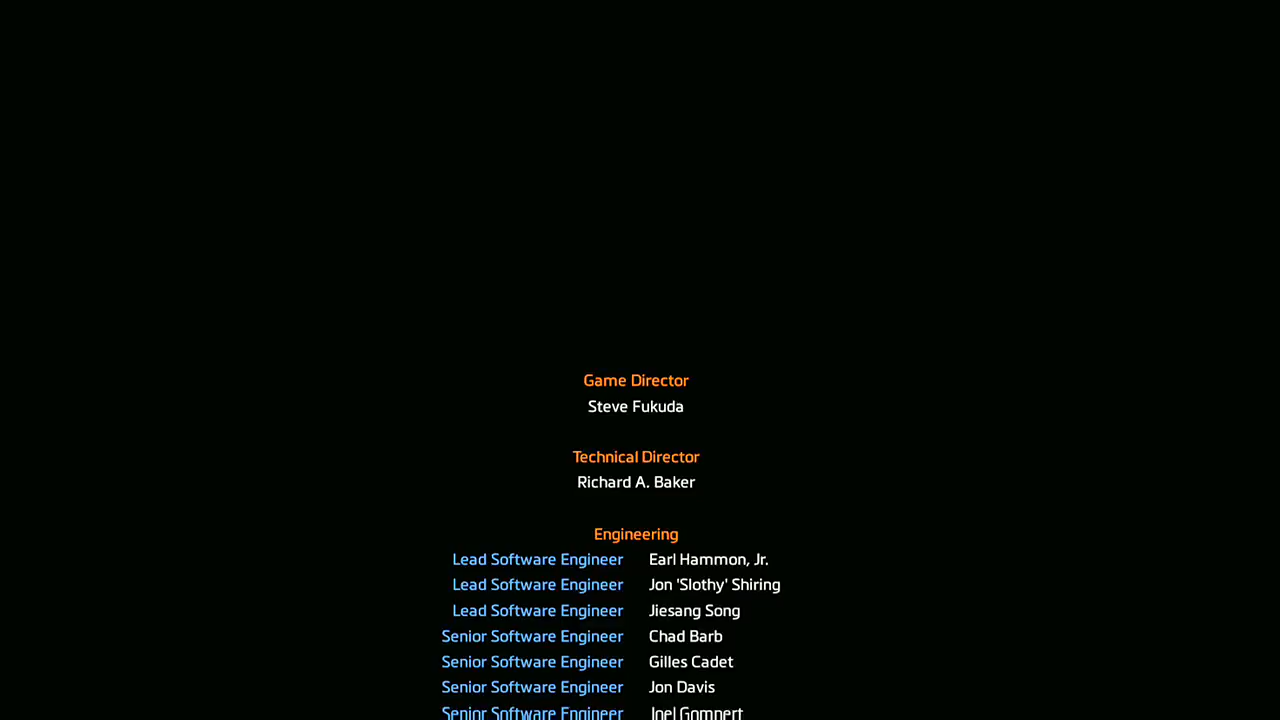 Game Director
Steve Fukuda
Technical Director
Richard A. Baker
Engineering
Lead Software Engineer Earl Hammon, Jr.
Lead Software Engineer Jon 'Slothy' Shiring
Lead Software Engineer Jiesang Song
Senior Software Engineer Chad Barb
Senior Software Engineer Gilles Cadet
Senior Software Engineer Jon Davis
Senior Software Engineer Joel Gompert